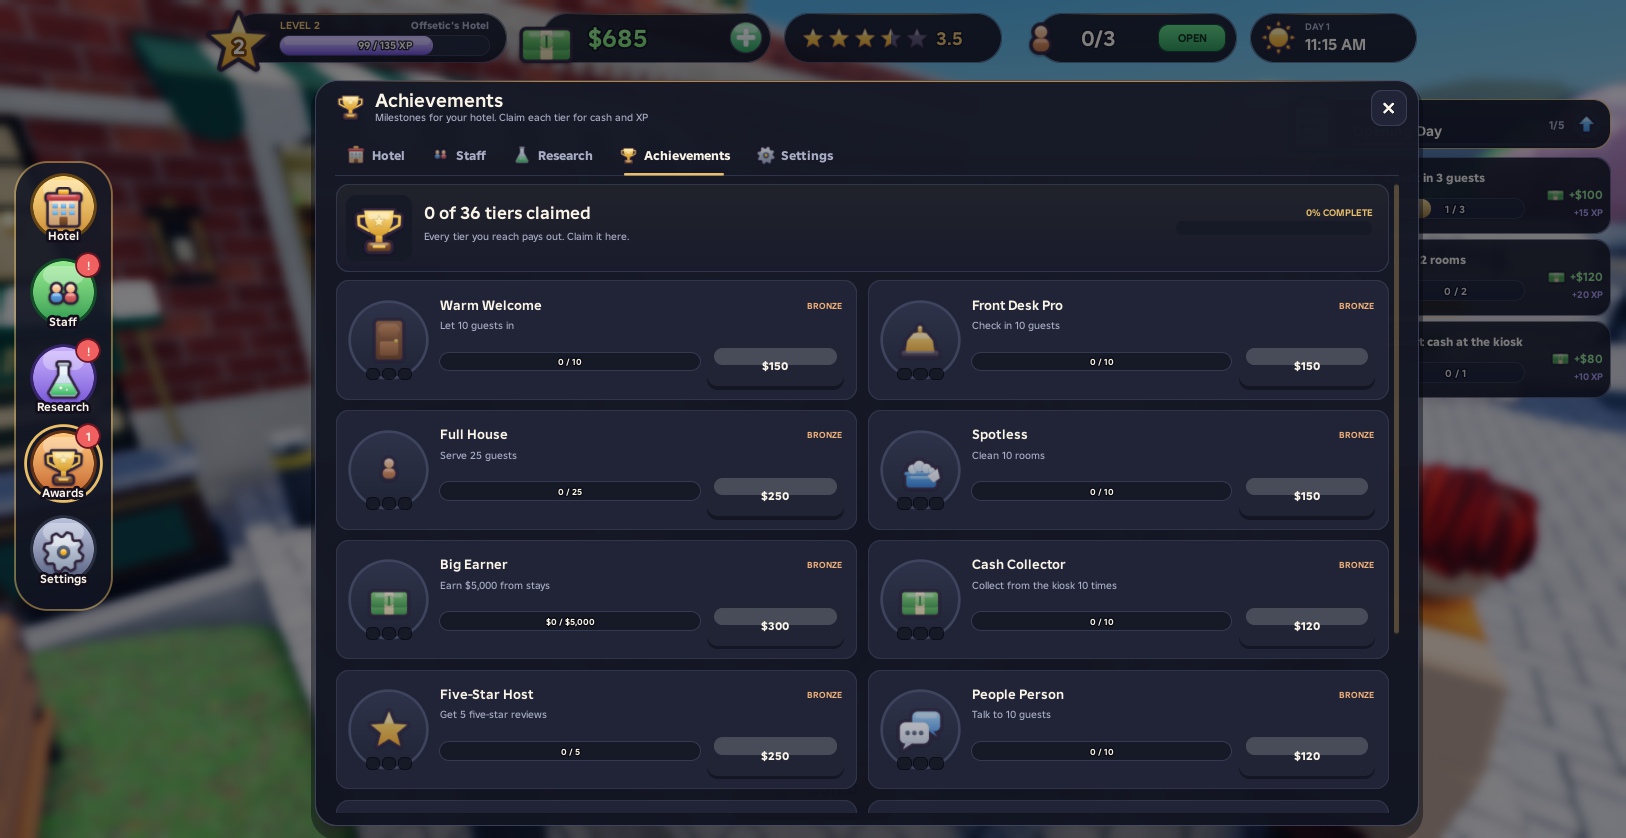 LEVEL 2
Offsetic's Hotel
2
99 / 135 XP
$685
3.5
0/3
OPEN
DAY 1
11:15 AM
Achievements
Milestones for your hotel. Claim each tier for cash and XP
Hotel
Staff
Research
Achievements
Settings
0 of 36 tiers claimed
Every tier you reach pays out. Claim it here.
0% COMPLETE
Warm Welcome
BRONZE
Let 10 guests in
0 / 10
$150
Front Desk Pro
BRONZE
Check in 10 guests
0 / 10
$150
Full House
BRONZE
Serve 25 guests
0 / 25
$250
Spotless
BRONZE
Clean 10 rooms
0 / 10
$150
Big Earner
BRONZE
Earn $5,000 from stays
$0 / $5,000
$300
Cash Collector
BRONZE
Collect from the kiosk 10 times
0 / 10
$120
Five-Star Host
BRONZE
Get 5 five-star reviews
0 / 5
$250
People Person
BRONZE
Talk to 10 guests
0 / 10
$120
Hotel
!
Staff
!
Research
1
Awards
Settings
Day
1/5
in 3 guests
+$100
1 / 3
+15 XP
2 rooms
+$120
0 / 2
+20 XP
t cash at the kiosk
+$80
0 / 1
+10 XP